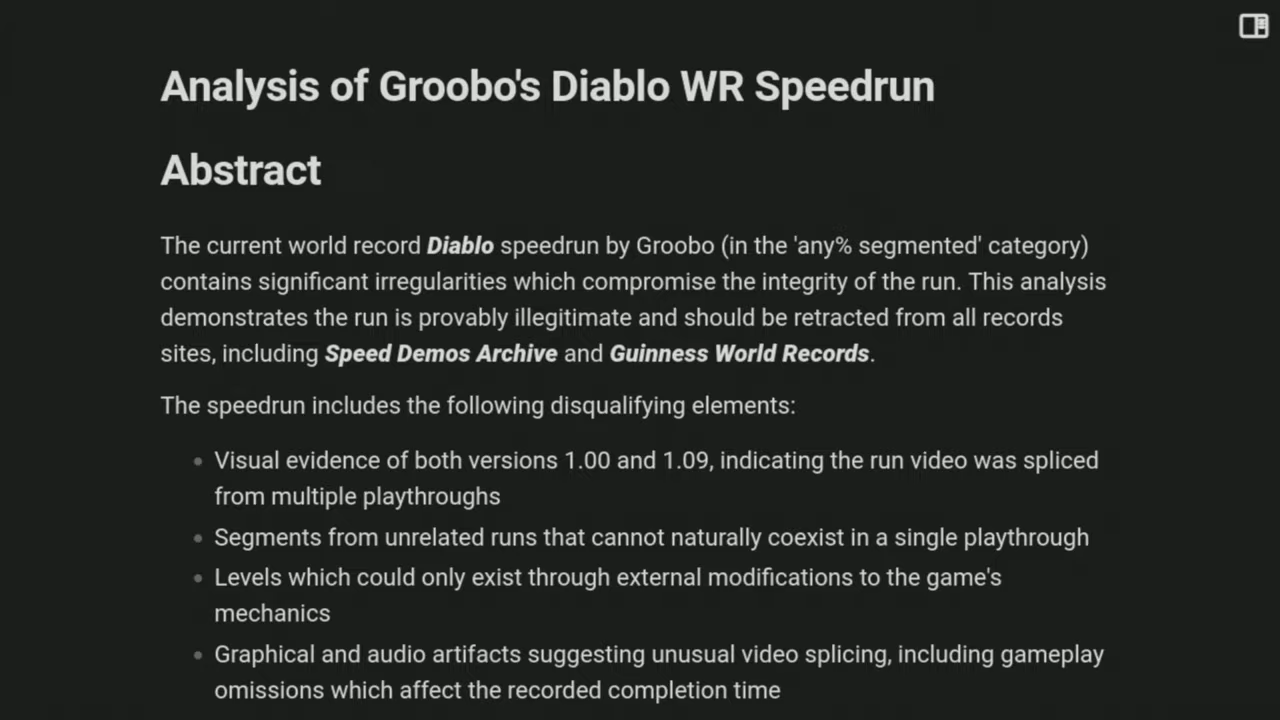 Analysis of Groobo's Diablo WR Speedrun
Abstract
The current world record Diablo speedrun by Groobo (in the 'any% segmented' category)
contains significant irregularities which compromise the integrity of the run. This analysis
demonstrates the run is provably illegitimate and should be retracted from all records
sites, including Speed Demos Archive and Guinness World Records.
The speedrun includes the following disqualifying elements:
• Visual evidence of both versions 1.00 and 1.09, indicating the run video was spliced
from multiple playthroughs
• Segments from unrelated runs that cannot naturally coexist in a single playthrough
• Levels which could only exist through external modifications to the game's
mechanics
• Graphical and audio artifacts suggesting unusual video splicing, including gameplay
omissions which affect the recorded completion time